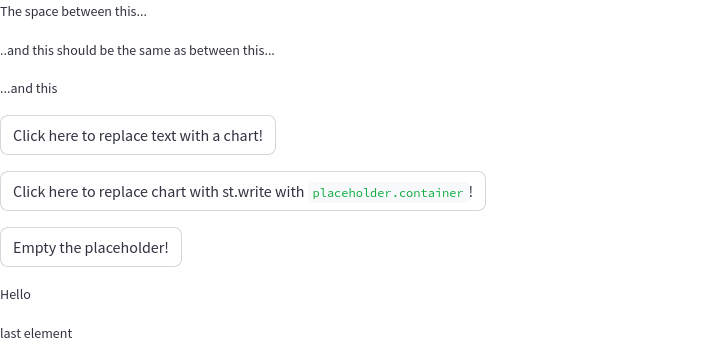 The space between this...
..and this should be the same as between this...
...and this
Click here to replace text with a chart!
Click here to replace chart with st.write with placeholder.container !
Empty the placeholder!
Hello
last element